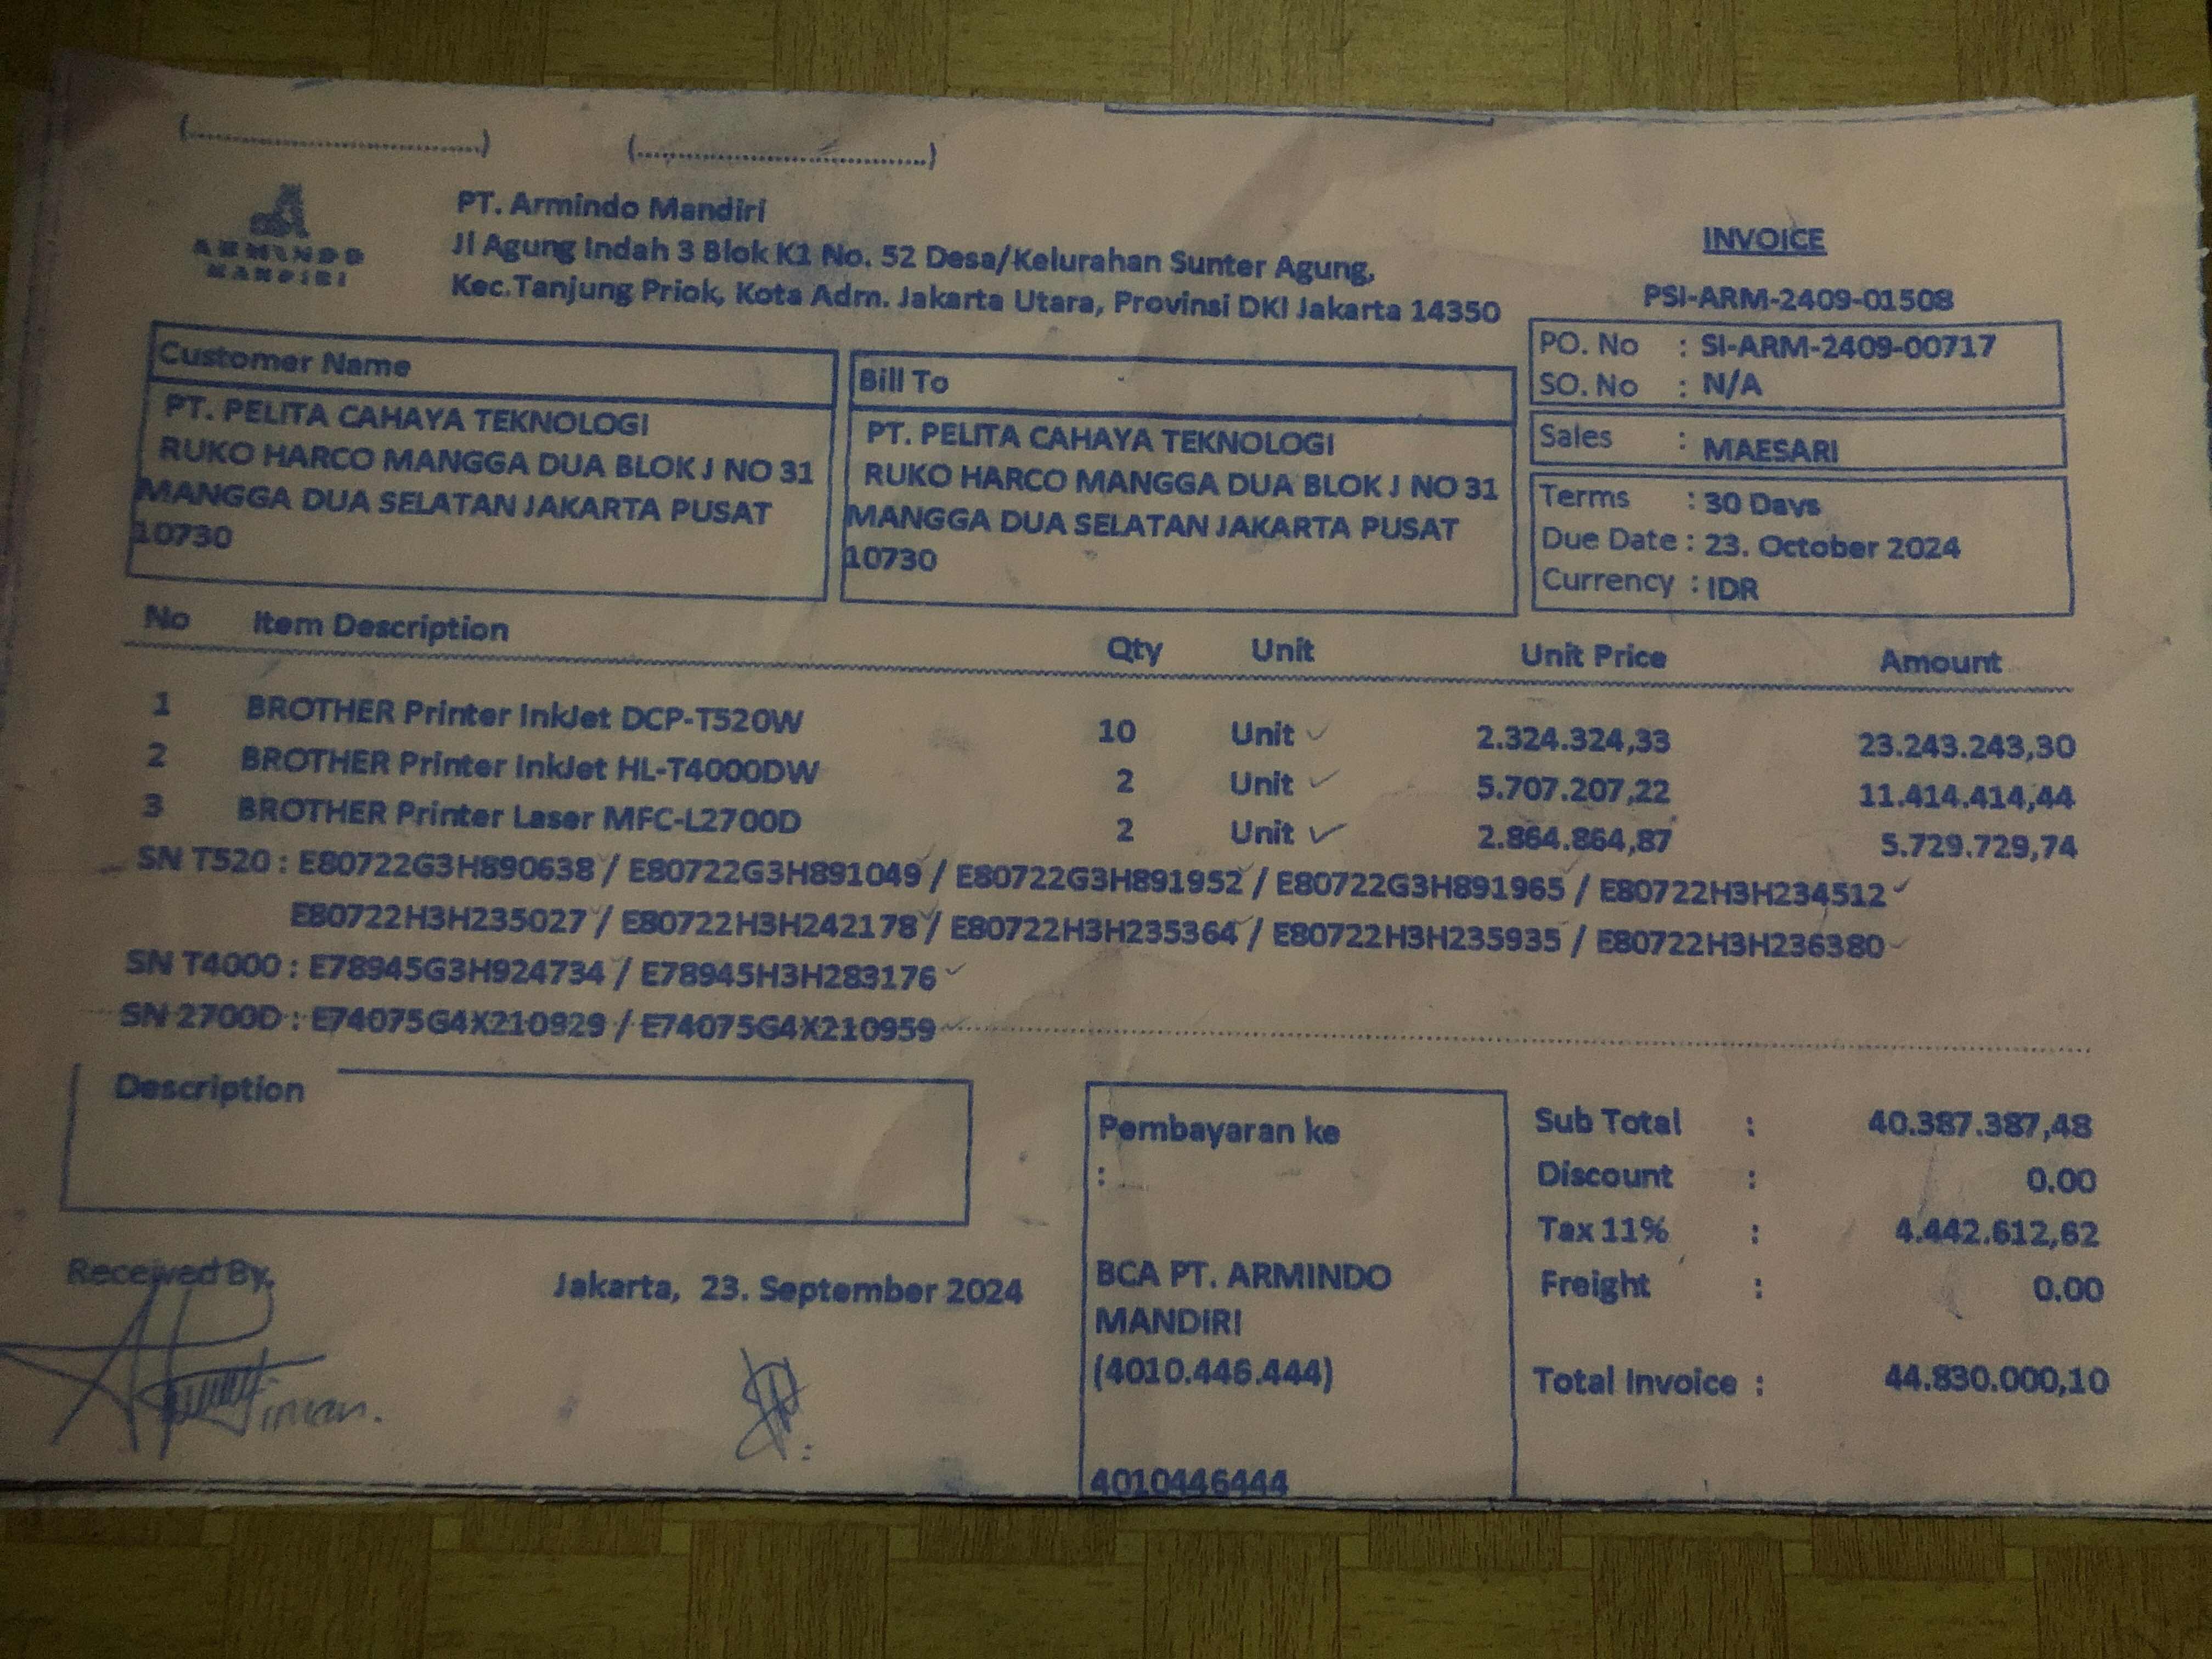 (..............................) (..............................)
ARMINDO
MANDIRI
PT. Armindo Mandiri
Jl Agung Indah 3 Blok K1 No. 52 Desa/Kelurahan Sunter Agung,
Kec.Tanjung Priok, Kota Adm. Jakarta Utara, Provinsi DKI Jakarta 14350
INVOICE
PSI-ARM-2409-01508
PO. No : SI-ARM-2409-00717
SO. No : N/A
Sales : MAESARI
Terms : 30 Days
Due Date : 23. October 2024
Currency : IDR
Customer Name
PT. PELITA CAHAYA TEKNOLOGI
RUKO HARCO MANGGA DUA BLOK J NO 31
MANGGA DUA SELATAN JAKARTA PUSAT
10730
Bill To
PT. PELITA CAHAYA TEKNOLOGI
RUKO HARCO MANGGA DUA BLOK J NO 31
MANGGA DUA SELATAN JAKARTA PUSAT
10730
No Item Description Qty Unit Unit Price Amount
1 BROTHER Printer InkJet DCP-T520W 10 Unit 2.324.324,33 23.243.243,30
2 BROTHER Printer InkJet HL-T4000DW 2 Unit 5.707.207,22 11.414.414,44
3 BROTHER Printer Laser MFC-L2700D 2 Unit 2.864.864,87 5.729.729,74
SN T520 : E80722G3H890638 / E80722G3H891049 / E80722G3H891952 / E80722G3H891965 / E80722H3H234512
E80722H3H235027 / E80722H3H242178 / E80722H3H235364 / E80722H3H235935 / E80722H3H236380
SN T4000 : E78945G3H924734 / E78945H3H283176
SN 2700D : E74075G4X210929 / E74075G4X210959
Description
Pembayaran ke
:
BCA PT. ARMINDO
MANDIRI
(4010.446.444)
4010446444
Sub Total : 40.387.387,48
Discount : 0.00
Tax 11% : 4.442.612,62
Freight : 0.00
Total Invoice : 44.830.000,10
Received By,
Jakarta, 23. September 2024